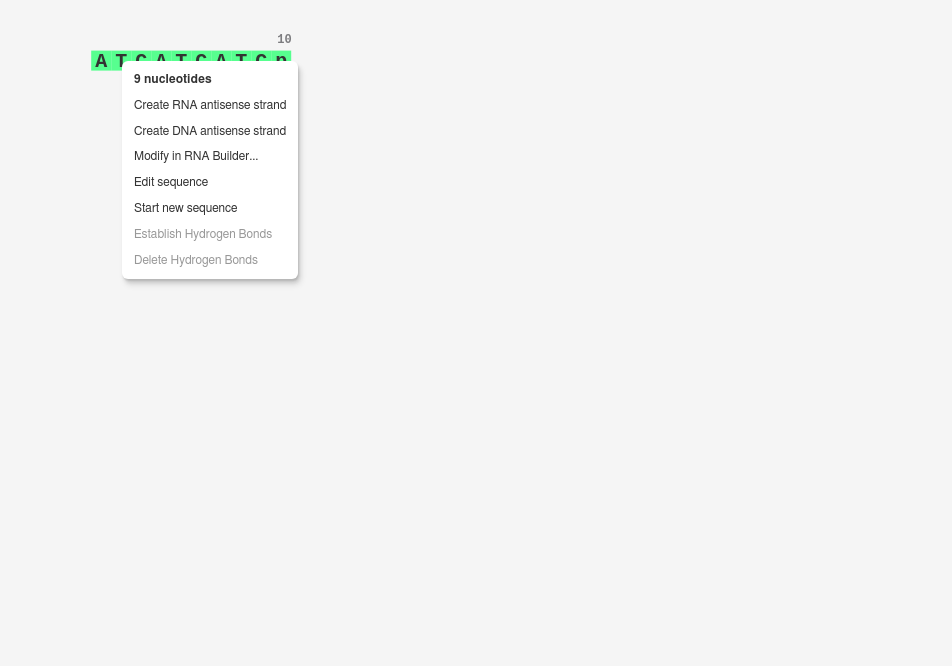 10
A T C A T C A T C p
9 nucleotides
Create RNA antisense strand
Create DNA antisense strand
Modify in RNA Builder...
Edit sequence
Start new sequence
Establish Hydrogen Bonds
Delete Hydrogen Bonds